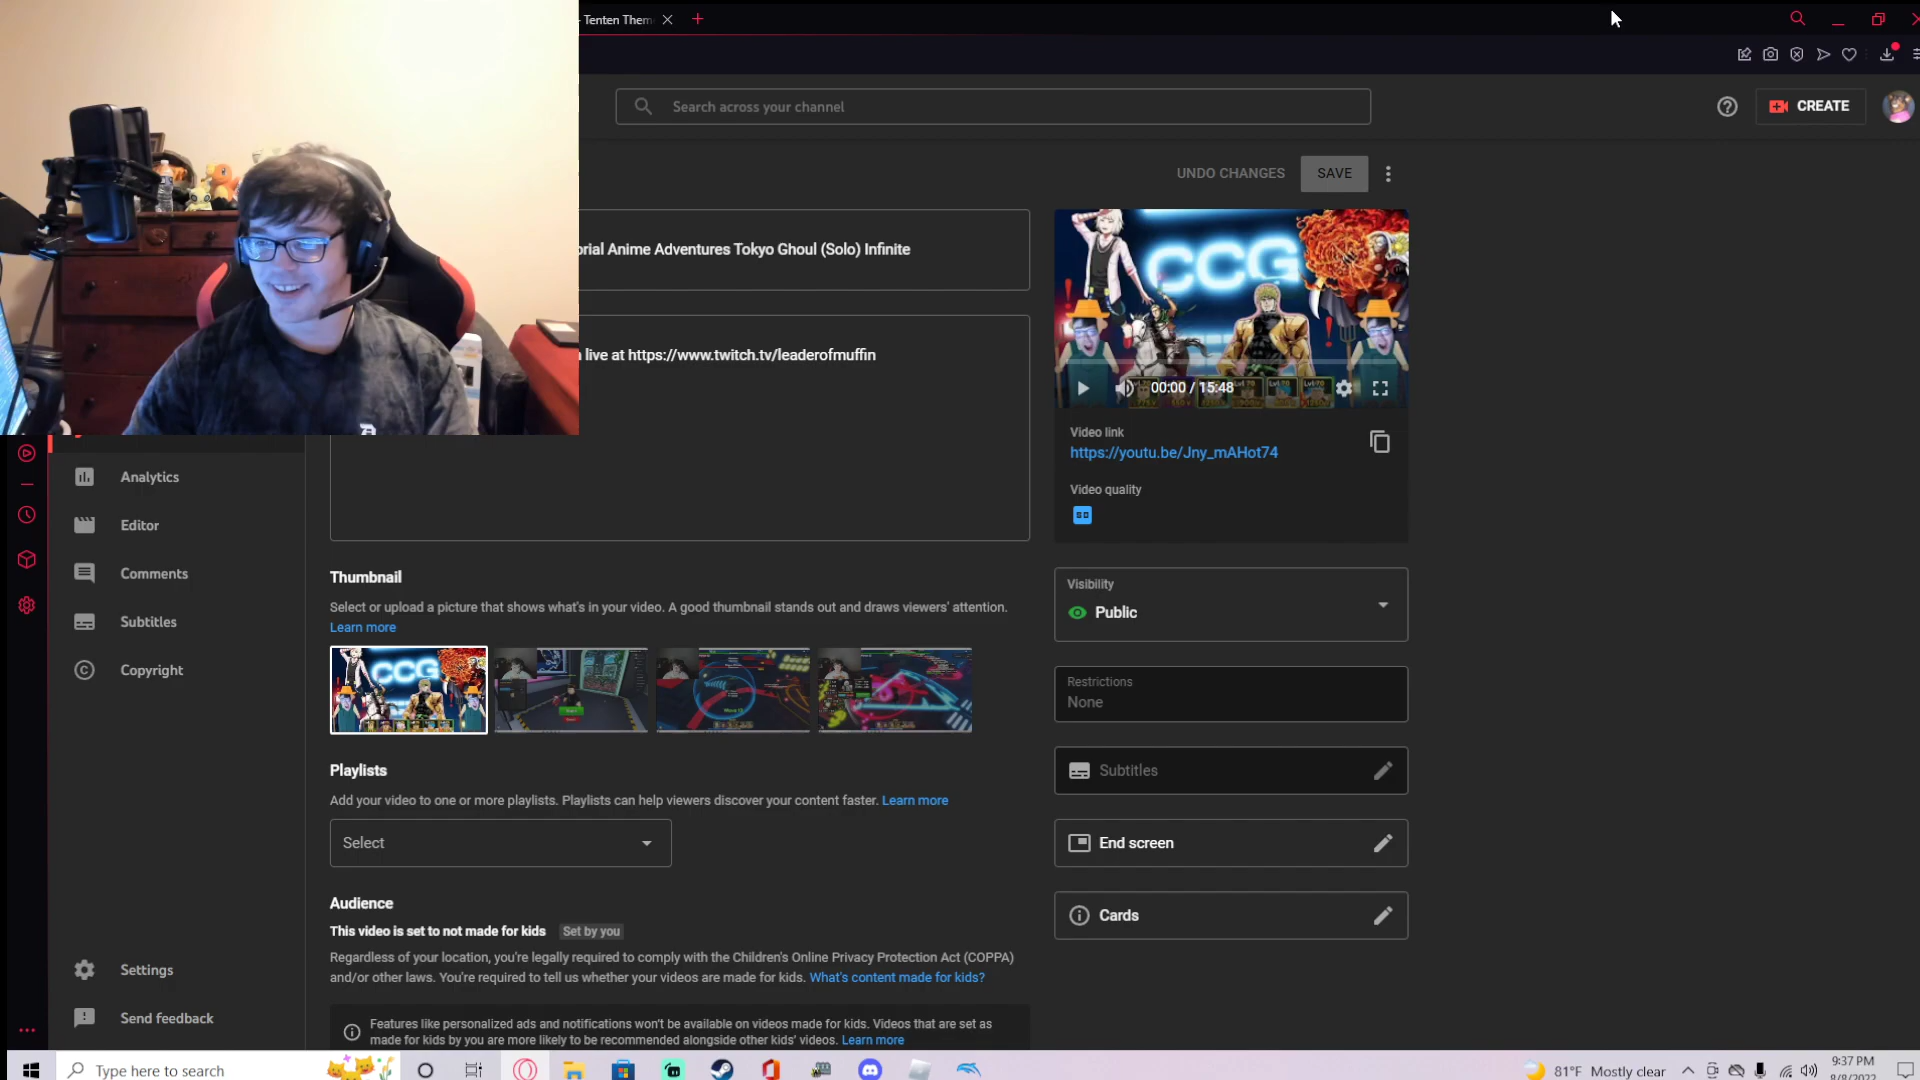 - Tenten Them
Search across your channel
CREATE
UNDO CHANGES
SAVE
orial Anime Adventures Tokyo Ghoul (Solo) Infinite
live at https://www.twitch.tv/leaderofmuffin
CCG
00:00 / 15:48
Video link
https://youtu.be/Jny_mAHot74
Video quality
Analytics
Editor
Comments
Subtitles
Copyright
Thumbnail
Select or upload a picture that shows what's in your video. A good thumbnail stands out and draws viewers' attention.
Learn more
CCG
Visibility
Public
Restrictions
None
Subtitles
End screen
Cards
Playlists
Add your video to one or more playlists. Playlists can help viewers discover your content faster. Learn more
Select
Audience
This video is set to not made for kids Set by you
Regardless of your location, you're legally required to comply with the Children's Online Privacy Protection Act (COPPA)
and/or other laws. You're required to tell us whether your videos are made for kids. What's content made for kids?
Features like personalized ads and notifications won't be available on videos made for kids. Videos that are set as
made for kids by you are more likely to be recommended alongside other kids' videos. Learn more
Settings
Send feedback
Type here to search
81°F Mostly clear
9:37 PM
8/8/2022